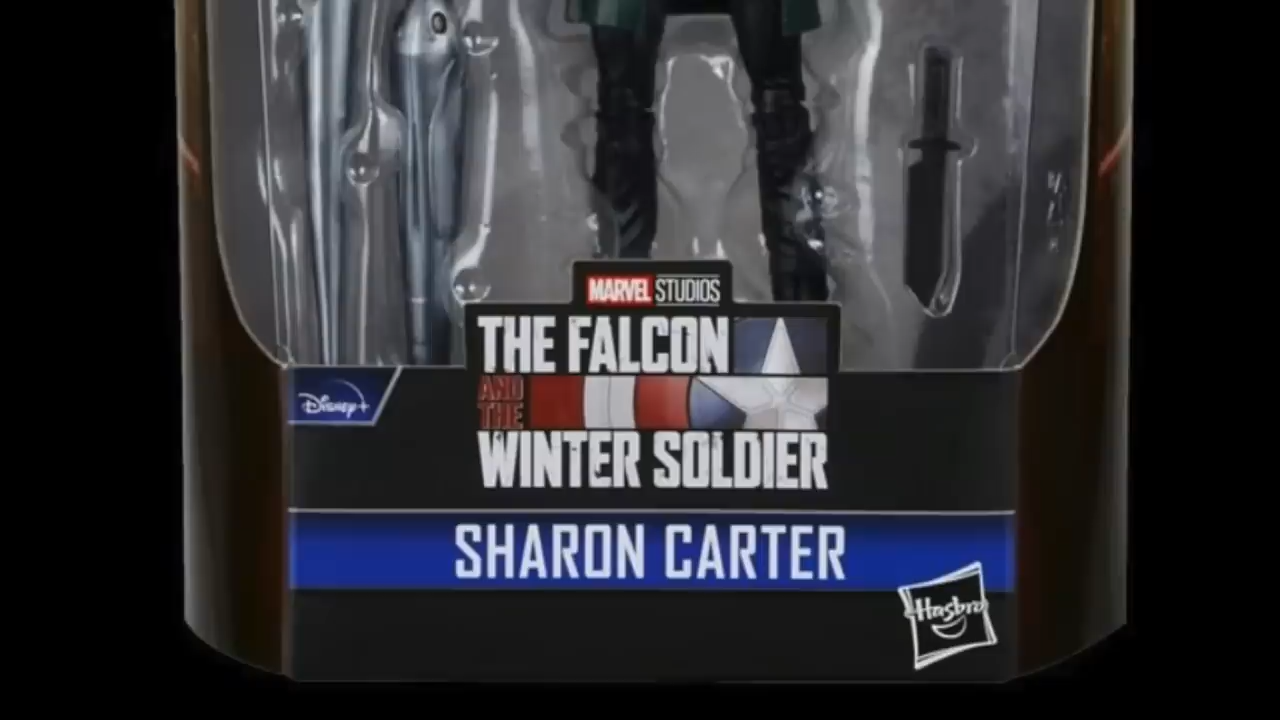 MARVEL STUDIOS
THE FALCON
AND
THE
WINTER SOLDIER
Disney+
SHARON CARTER
Hasbro